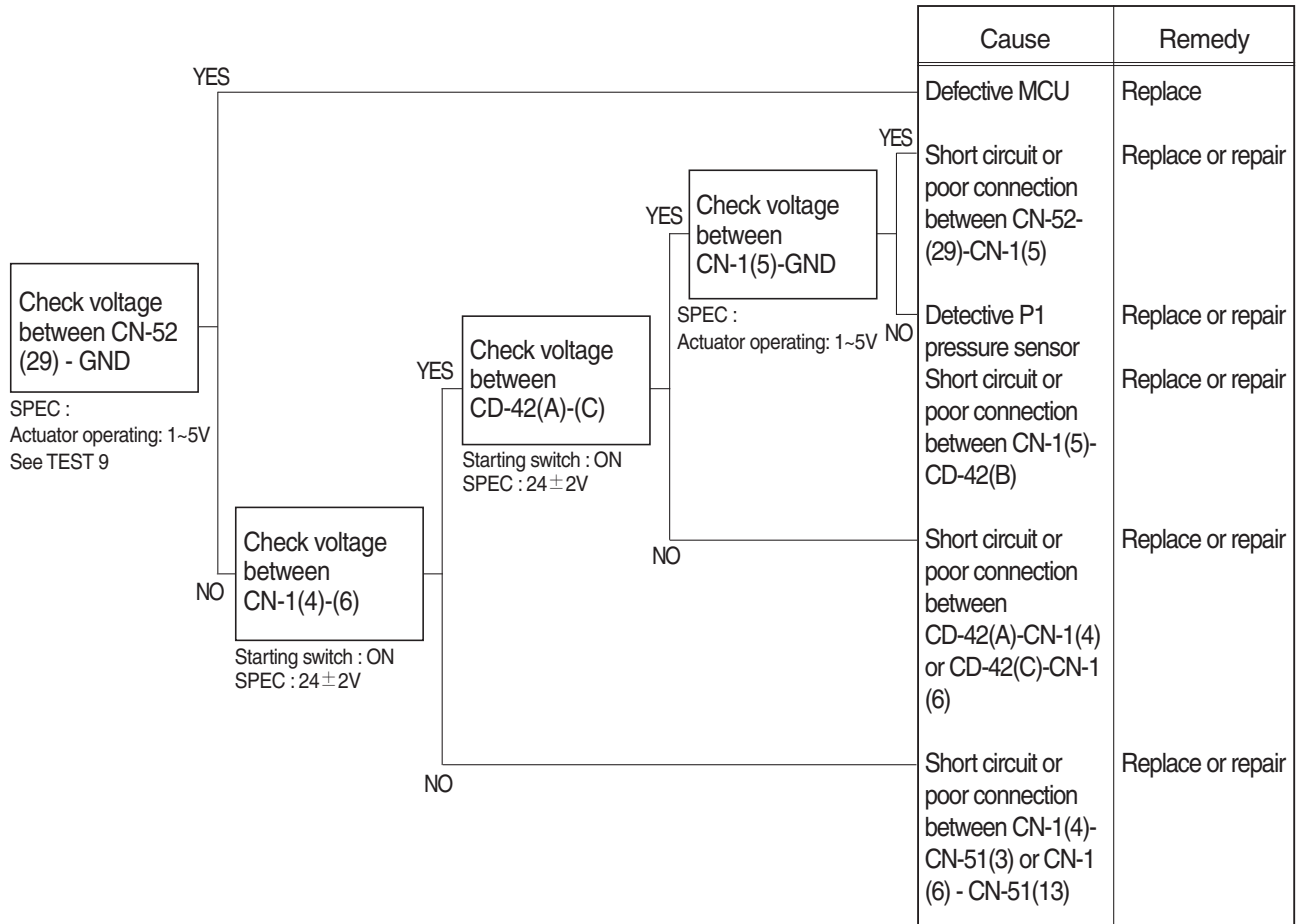 Cause
Remedy
YES
Defective MCU
Replace
YES
Short circuit or
poor connection
between CN-52-
(29)-CN-1(5)
Replace or repair
YES
Check voltage
between
CN-1(5)-GND
SPEC :
Actuator operating: 1~5V
NO
Detective P1
pressure sensor
Replace or repair
Short circuit or
poor connection
between CN-1(5)-
CD-42(B)
Replace or repair
Check voltage
between CN-52
(29) - GND
SPEC :
Actuator operating: 1~5V
See TEST 9
YES
Check voltage
between
CD-42(A)-(C)
Starting switch : ON
SPEC : 24±2V
NO
Short circuit or
poor connection
between
CD-42(A)-CN-1(4)
or CD-42(C)-CN-1
(6)
Replace or repair
NO
Check voltage
between
CN-1(4)-(6)
Starting switch : ON
SPEC : 24±2V
NO
Short circuit or
poor connection
between CN-1(4)-
CN-51(3) or CN-1
(6) - CN-51(13)
Replace or repair